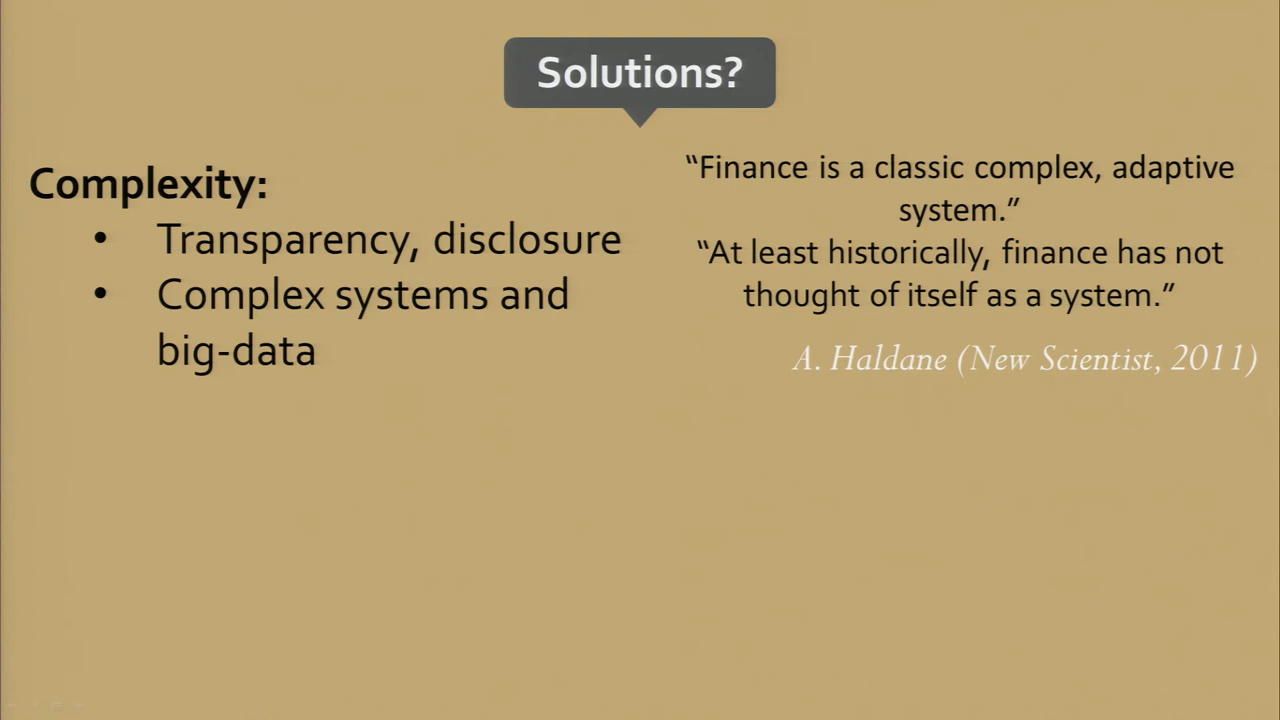 Solutions?
Complexity:
• Transparency, disclosure
• Complex systems and
big-data
“Finance is a classic complex, adaptive
system.”
“At least historically, finance has not
thought of itself as a system.”
A. Haldane (New Scientist, 2011)